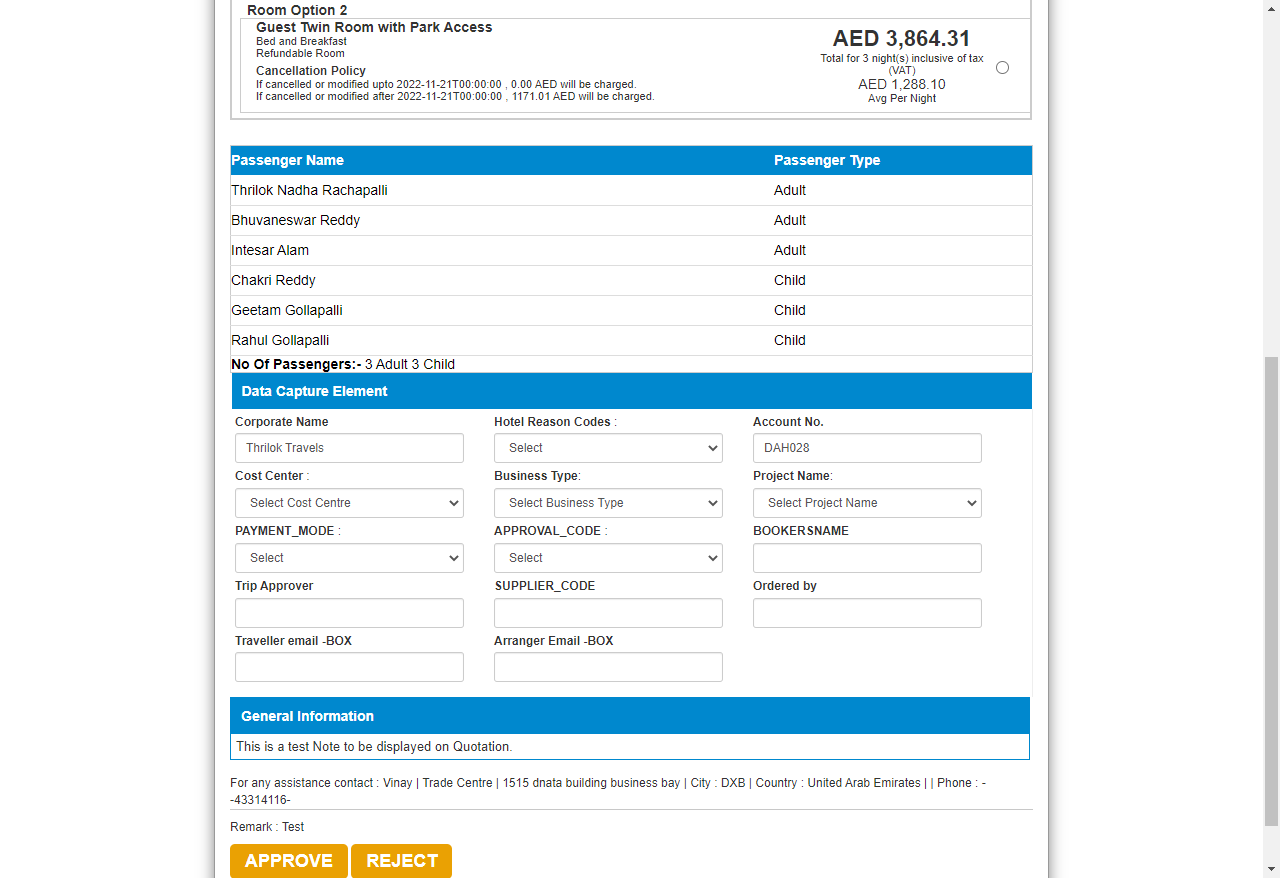 Room Option 2
Guest Twin Room with Park Access
Bed and Breakfast
Refundable Room
Cancellation Policy
If cancelled or modified upto 2022-11-21T00:00:00 , 0.00 AED will be charged.
If cancelled or modified after 2022-11-21T00:00:00 , 1171.01 AED will be charged.
AED 3,864.31
Total for 3 night(s) inclusive of tax
(VAT)
AED 1,288.10
Avg Per Night
Passenger Name Passenger Type
Thrilok Nadha Rachapalli Adult
Bhuvaneswar Reddy Adult
Intesar Alam Adult
Chakri Reddy Child
Geetam Gollapalli Child
Rahul Gollapalli Child
No Of Passengers:- 3 Adult 3 Child
Data Capture Element
Corporate Name Hotel Reason Codes : Account No.
Thrilok Travels Select DAH028
Cost Center : Business Type: Project Name:
Select Cost Centre Select Business Type Select Project Name
PAYMENT_MODE : APPROVAL_CODE : BOOKERSNAME
Select Select
Trip Approver SUPPLIER_CODE Ordered by
Traveller email -BOX Arranger Email -BOX
General Information
This is a test Note to be displayed on Quotation.
For any assistance contact : Vinay | Trade Centre | 1515 dnata building business bay | City : DXB | Country : United Arab Emirates | | Phone : -
-43314116-
Remark : Test
APPROVE REJECT